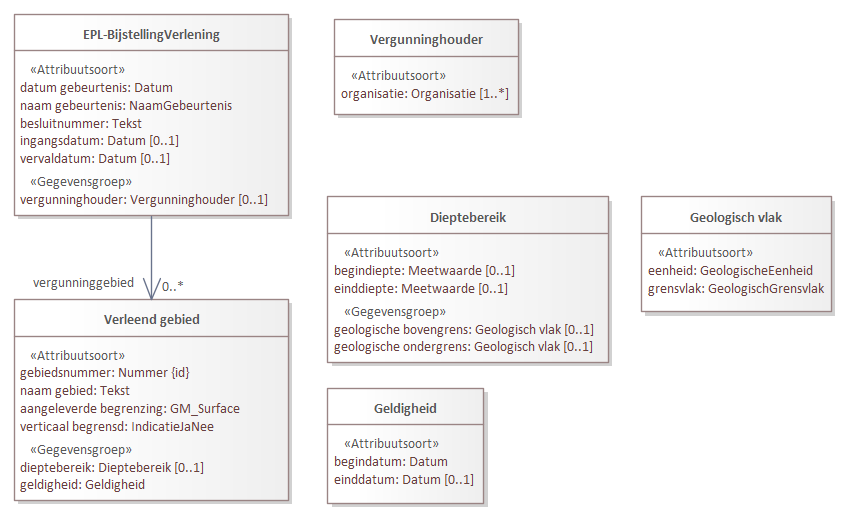 EPL-BijstellingVerlening
«Attribuutsoort»
datum gebeurtenis: Datum
naam gebeurtenis: NaamGebeurtenis
besluitnummer: Tekst
ingangsdatum: Datum [0..1]
vervaldatum: Datum [0..1]
«Gegevensgroep»
vergunninghouder: Vergunninghouder [0..1]
vergunninggebied
0..*
Verleend gebied
«Attribuutsoort»
gebiedsnummer: Nummer {id}
naam gebied: Tekst
aangeleverde begrenzing: GM_Surface
verticaal begrensd: IndicatieJaNee
«Gegevensgroep»
dieptebereik: Dieptebereik [0..1]
geldigheid: Geldigheid
Vergunninghouder
«Attribuutsoort»
organisatie: Organisatie [1..*]
Dieptebereik
«Attribuutsoort»
begindiepte: Meetwaarde [0..1]
einddiepte: Meetwaarde [0..1]
«Gegevensgroep»
geologische bovengrens: Geologisch vlak [0..1]
geologische ondergrens: Geologisch vlak [0..1]
Geologisch vlak
«Attribuutsoort»
eenheid: GeologischeEenheid
grensvlak: GeologischGrensvlak
Geldigheid
«Attribuutsoort»
begindatum: Datum
einddatum: Datum [0..1]